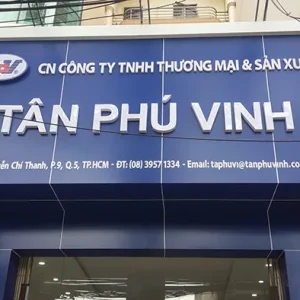 CN CÔNG TY TNHH THƯƠNG MẠI & SẢN XU
TÂN PHÚ VINH
Chí Thanh, P.9, Q.5, TP.HCM - ĐT: (08) 3957 1334 - Email: taphuvi@tanphuvinh.co